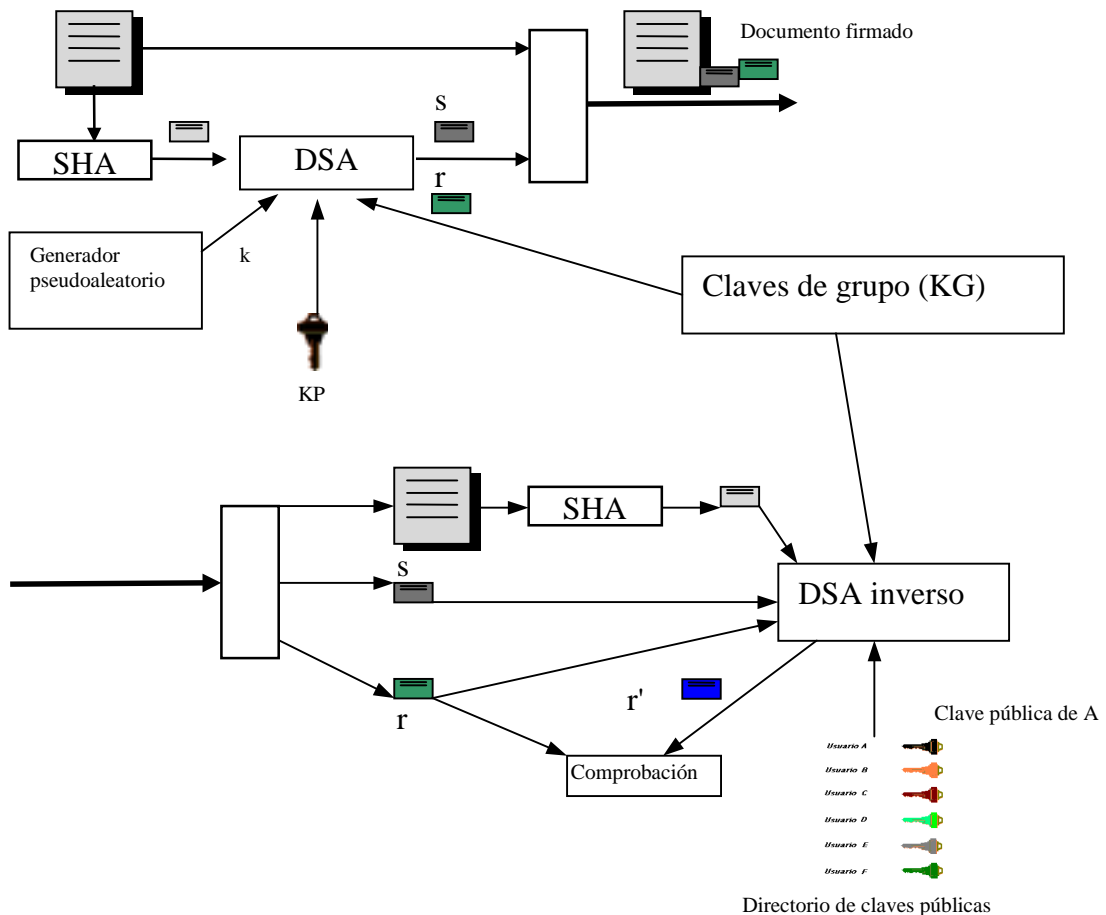 Documento firmado
s
SHA
DSA
r
Generador
pseudoaleatorio
k
Claves de grupo (KG)
KP
SHA
s
DSA inverso
r
r'
Clave pública de A
Comprobación
Usuario A
Usuario B
Usuario C
Usuario D
Usuario E
Usuario F
Directorio de claves públicas